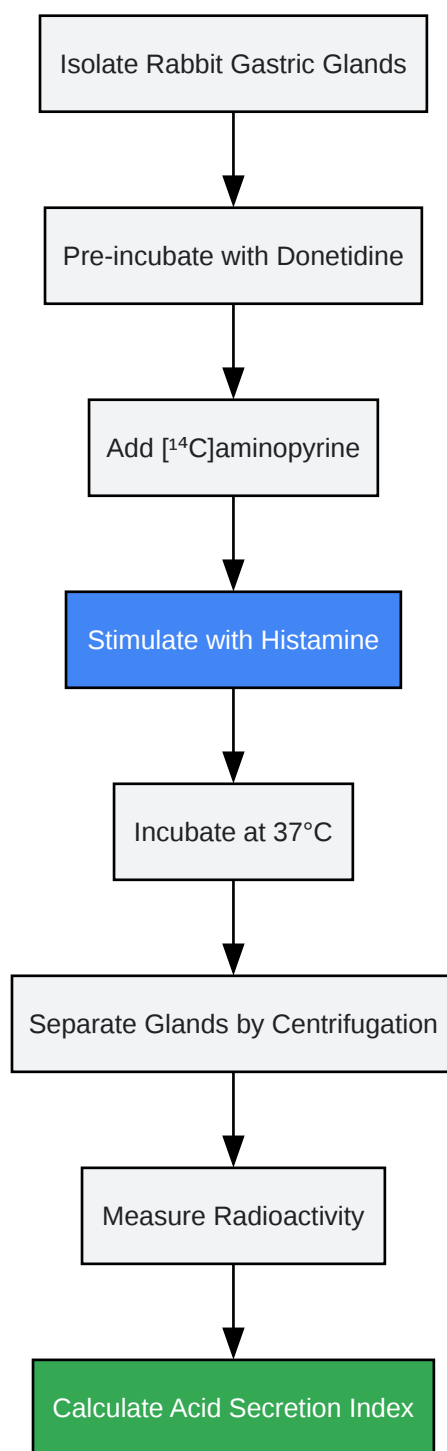 Isolate Rabbit Gastric Glands
Pre-incubate with Donetidine
Add [¹⁴C]aminopyrine
Stimulate with Histamine
Incubate at 37°C
Separate Glands by Centrifugation
Measure Radioactivity
Calculate Acid Secretion Index